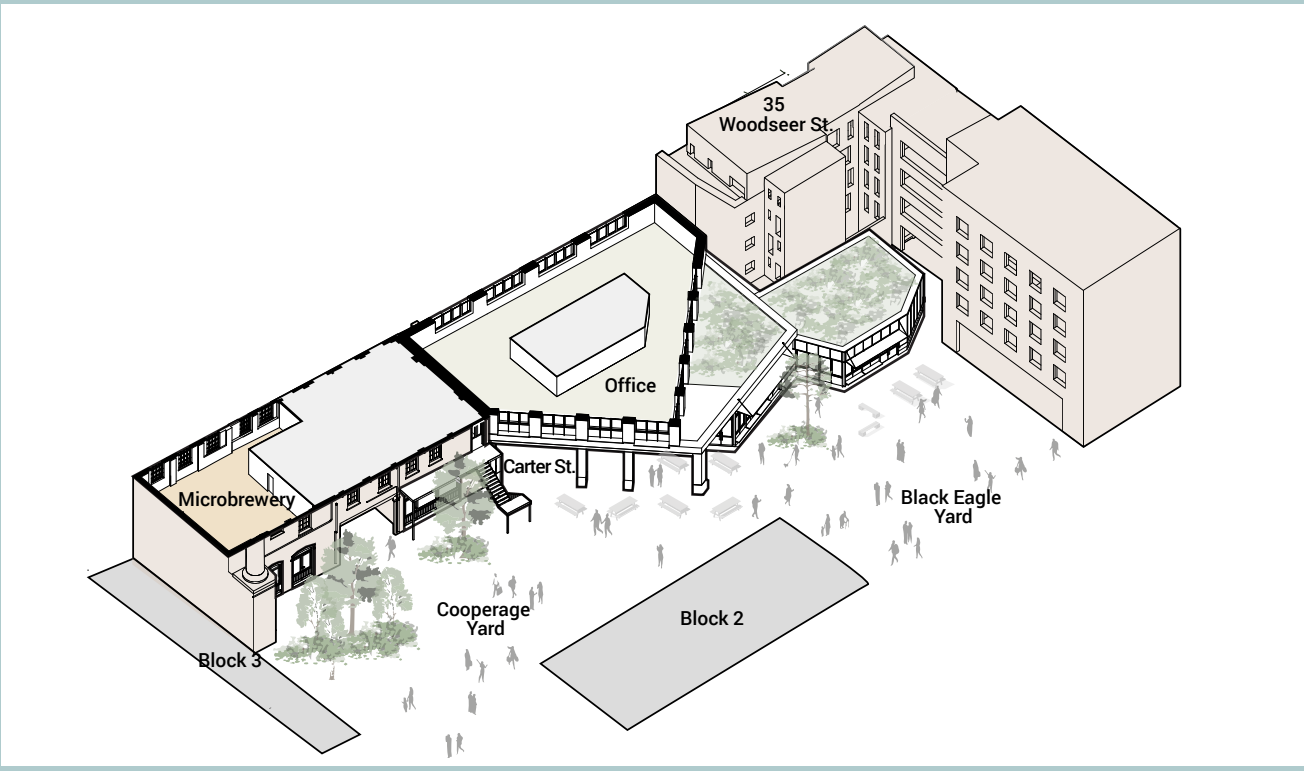 35
Woodseer St.
Office
Carter St.
Microbrewery
Black Eagle
Yard
Cooperage
Yard
Block 2
Block 3